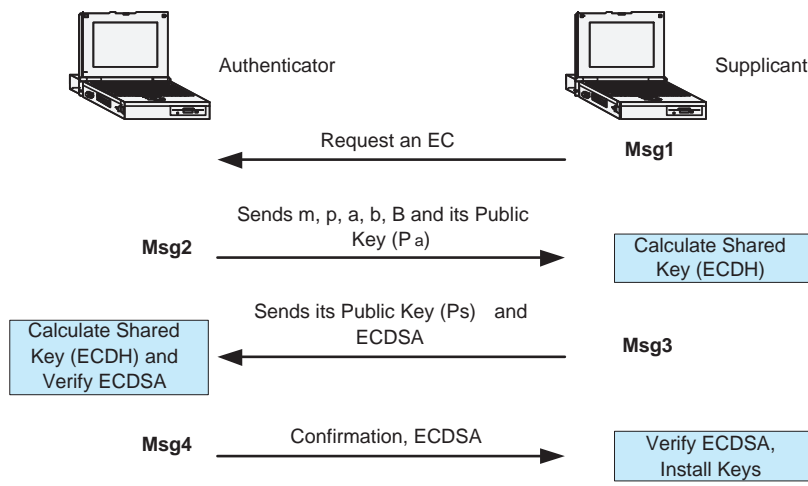 Authenticator
Supplicant
Request an EC
Msg1
Sends m, p, a, b, B and its Public
Key (Pa)
Msg2
Calculate Shared
Key (ECDH)
Sends its Public Key (Ps) and
ECDSA
Calculate Shared
Key (ECDH) and
Verify ECDSA
Msg3
Msg4
Confirmation, ECDSA
Verify ECDSA,
Install Keys